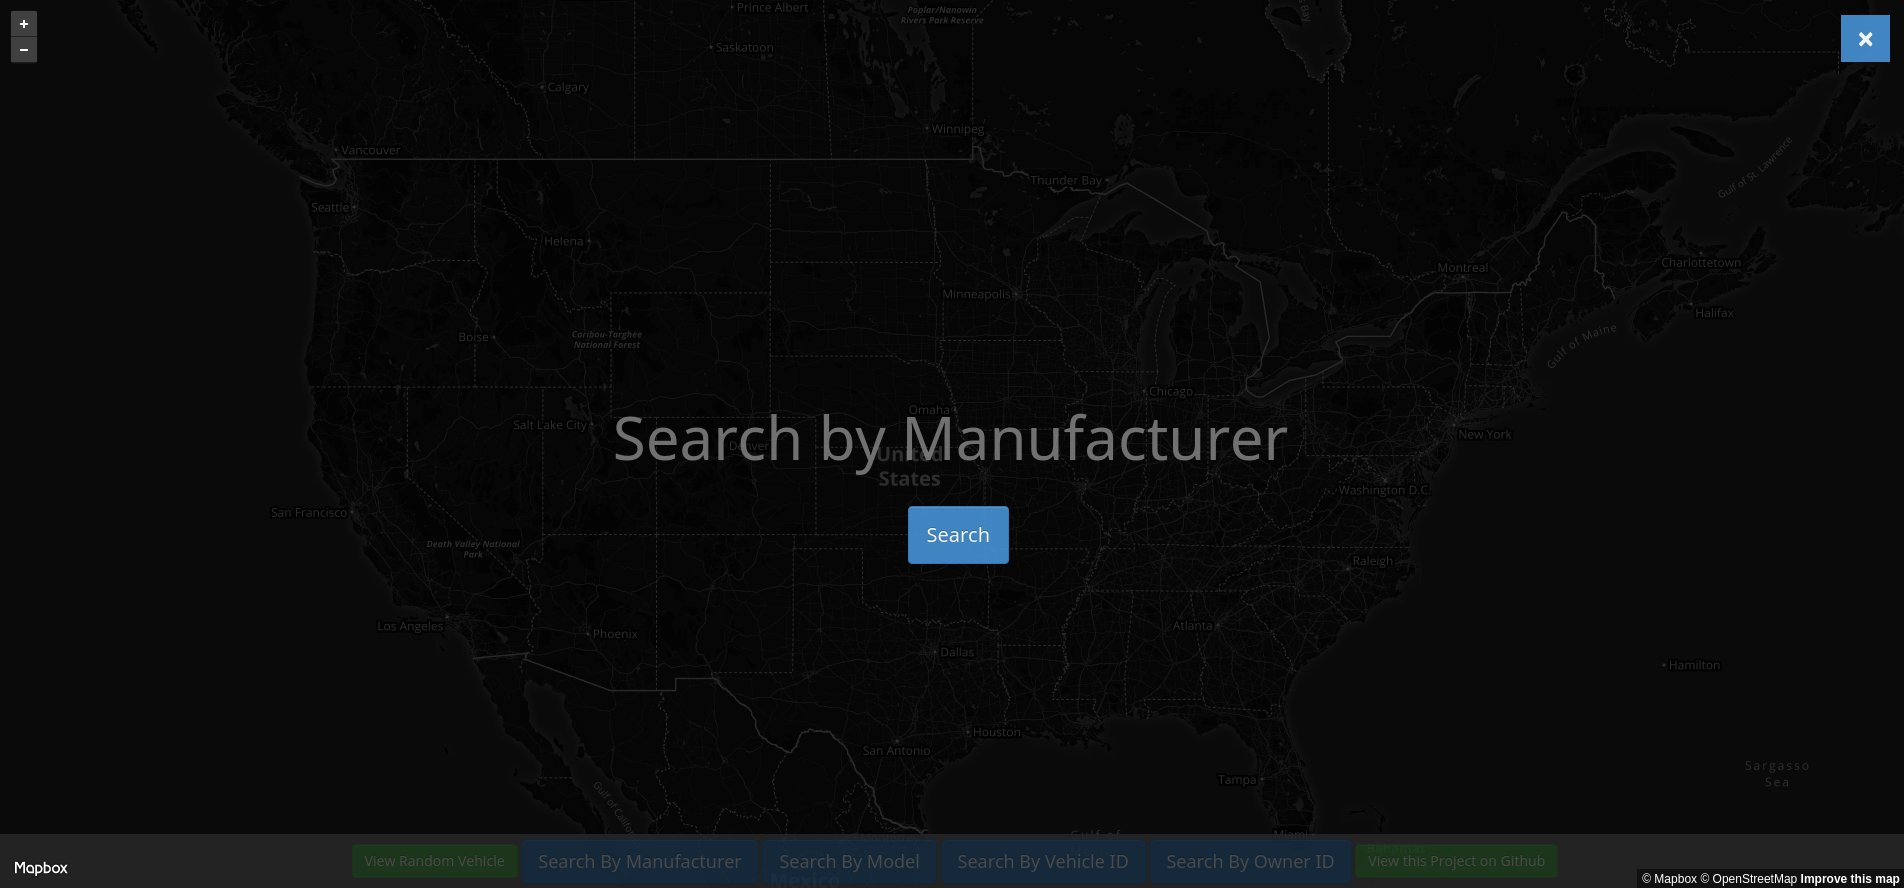 +
−
×
Prince Albert
Poplar/Nanowin
Rivers Park Reserve
Saskatoon
Calgary
Winnipeg
Vancouver
Thunder Bay
Gulf of St. Lawrence
Seattle
Helena
Montreal
Charlottetown
Minneapolis
Halifax
Boise
Caribou-Targhee
National Forest
Gulf of Maine
Chicago
Omaha
Salt Lake City
New York
Denver
Search by Manufacturer
United
States
Washington D.C.
San Francisco
Search
Death Valley National
Park
Raleigh
Los Angeles
Phoenix
Atlanta
Dallas
Hamilton
Houston
San Antonio
Sargasso
Sea
Tampa
Gulf of
Miami
View Random Vehicle
Search By Manufacturer
Search By Model
Search By Vehicle ID
Search By Owner ID
View this Project on Github
Mapbox
Mexico
© Mapbox © OpenStreetMap Improve this map